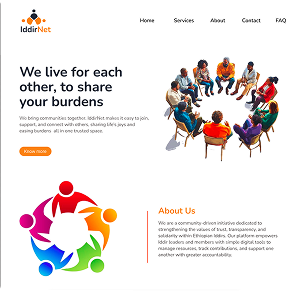 IddirNet
Home Services About Contact FAQ
We live for each
other, to share
your burdens
We bring communities together. IddirNet makes it easy to join,
support, and connect with others, sharing life's joys and
easing burdens all in one trusted space.
Know more
About Us
We are a community-driven initiative dedicated to
strengthening the values of trust, transparency, and
solidarity within Ethiopian Iddirs. Our platform empowers
Iddir leaders and members with simple digital tools to
manage resources, track contributions, and support one
another with greater accountability.